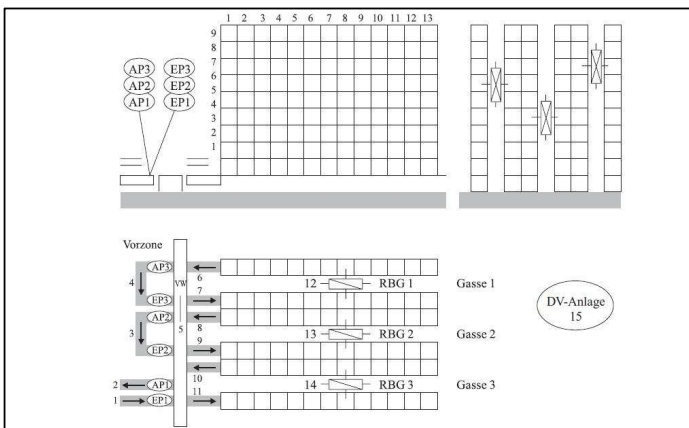 1 2 3 4 5 6 7 8 9 10 11 12 13
9
8
7
6
5
4
3
2
1
AP3 EP3
AP2 EP2
AP1 EP1
Vorzone
AP3
6
4
VW
12 RBG 1 Gasse 1
EP3
7
AP2
8
5
3
13 RBG 2 Gasse 2
9
EP2
10
2 AP1
14 RBG 3 Gasse 3
1 EP1
11
DV-Anlage
15